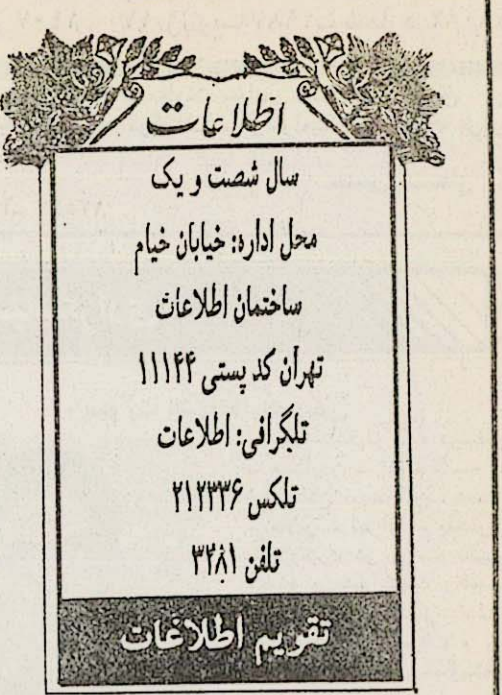 اطلاعات
سال شصت و یک
محل اداره: خیابان خیام
ساختمان اطلاعات
تهران کد پستی ۱۱۱۴۴
تلگرافی: اطلاعات
تلکس ۲۱۲۳۳۶
تلفن ۳۲۸۱
تقویم اطلاعات